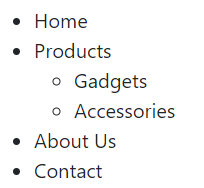 Home
Products
Gadgets
Accessories
About Us
Contact